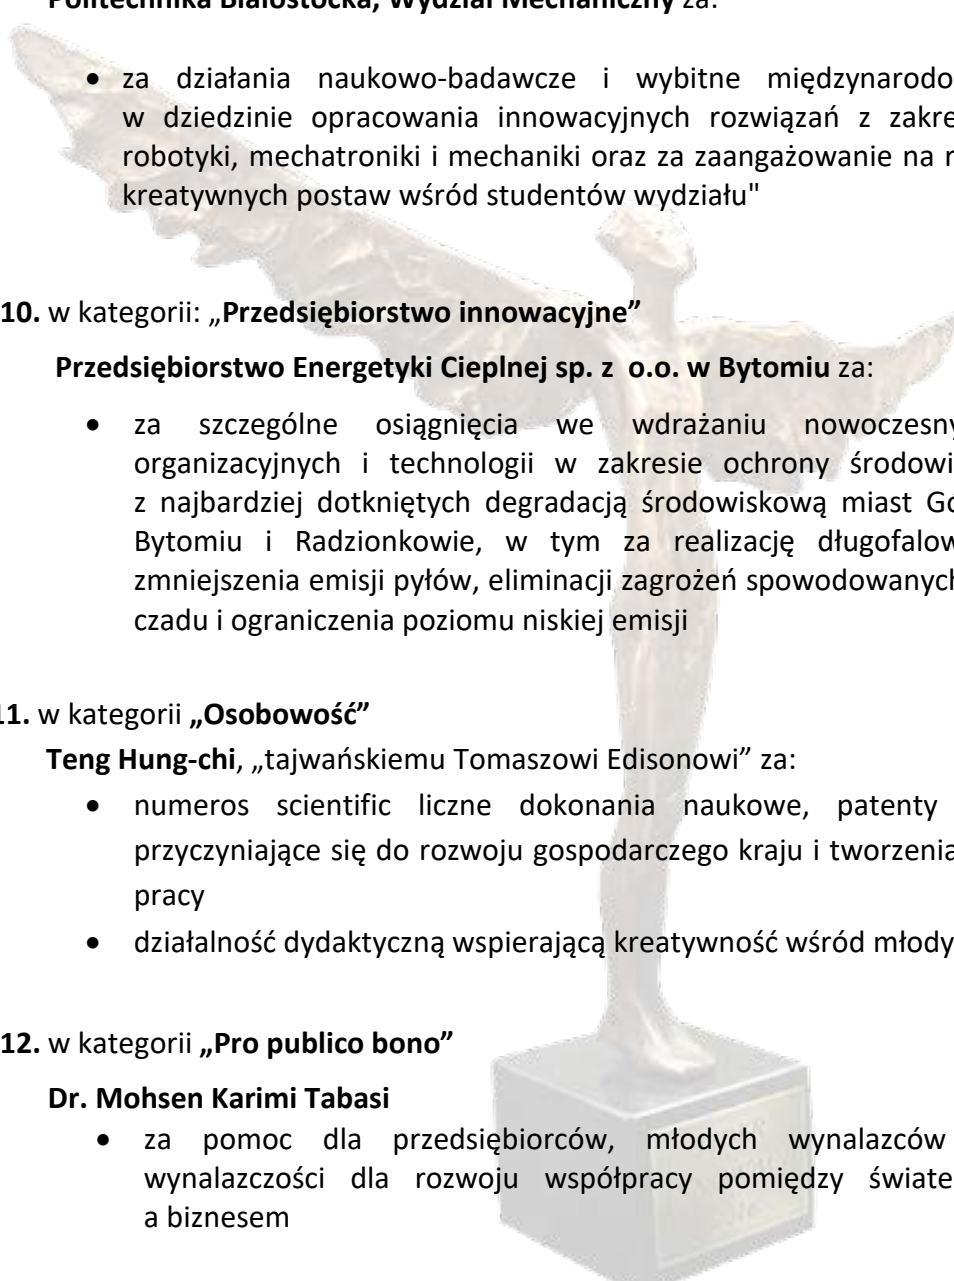 Politechnika Białostocka, Wydział Mechaniczny za:
• za działania naukowo-badawcze i wybitne międzynarodo
w dziedzinie opracowania innowacyjnych rozwiązań z zakre
robotyki, mechatroniki i mechaniki oraz za zaangażowanie na r
kreatywnych postaw wśród studentów wydziału"
10. w kategorii: „Przedsiębiorstwo innowacyjne”
Przedsiębiorstwo Energetyki Cieplnej sp. z o.o. w Bytomiu za:
• za szczególne osiągnięcia we wdrażaniu nowoczesny
organizacyjnych i technologii w zakresie ochrony środowi
z najbardziej dotkniętych degradacją środowiskową miast Gó
Bytomiu i Radzionkowie, w tym za realizację długofalow
zmniejszenia emisji pyłów, eliminacji zagrożeń spowodowanych
czadu i ograniczenia poziomu niskiej emisji
11. w kategorii „Osobowość”
Teng Hung-chi, „tajwańskiemu Tomaszowi Edisonowi” za:
• numeros scientific liczne dokonania naukowe, patenty
przyczyniające się do rozwoju gospodarczego kraju i tworzenia
pracy
• działalność dydaktyczną wspierającą kreatywność wśród młody
12. w kategorii „Pro publico bono”
Dr. Mohsen Karimi Tabasi
• za pomoc dla przedsiębiorców, młodych wynalazców
wynalazczości dla rozwoju współpracy pomiędzy świate
a biznesem